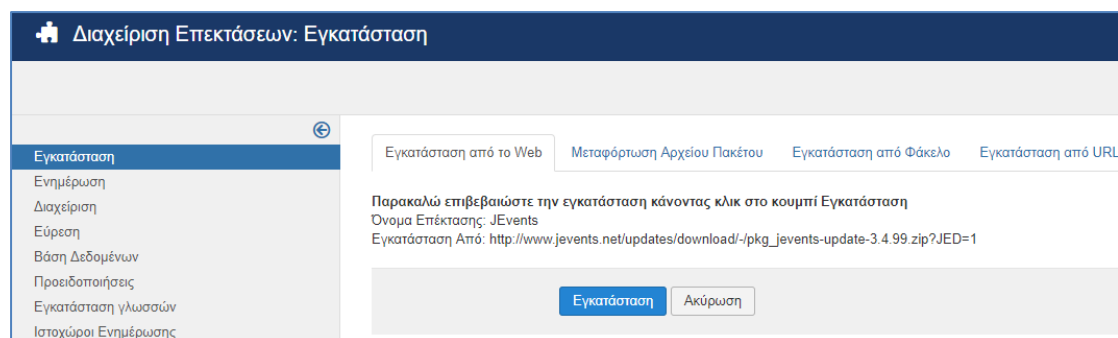 Διαχείριση Επεκτάσεων: Εγκατάσταση
Εγκατάσταση
Ενημέρωση
Διαχείριση
Εύρεση
Βάση Δεδομένων
Προειδοποιήσεις
Εγκατάσταση γλωσσών
Ιστοχώροι Ενημέρωσης
Εγκατάσταση από το Web Μεταφόρτωση Αρχείου Πακέτου Εγκατάσταση από Φάκελο Εγκατάσταση από URL
Παρακαλώ επιβεβαιώστε την εγκατάσταση κάνοντας κλικ στο κουμπί Εγκατάσταση
Όνομα Επέκτασης: JEvents
Εγκατάσταση Από: http://www.jevents.net/updates/download/-/pkg_jevents-update-3.4.99.zip?JED=1
Εγκατάσταση Ακύρωση